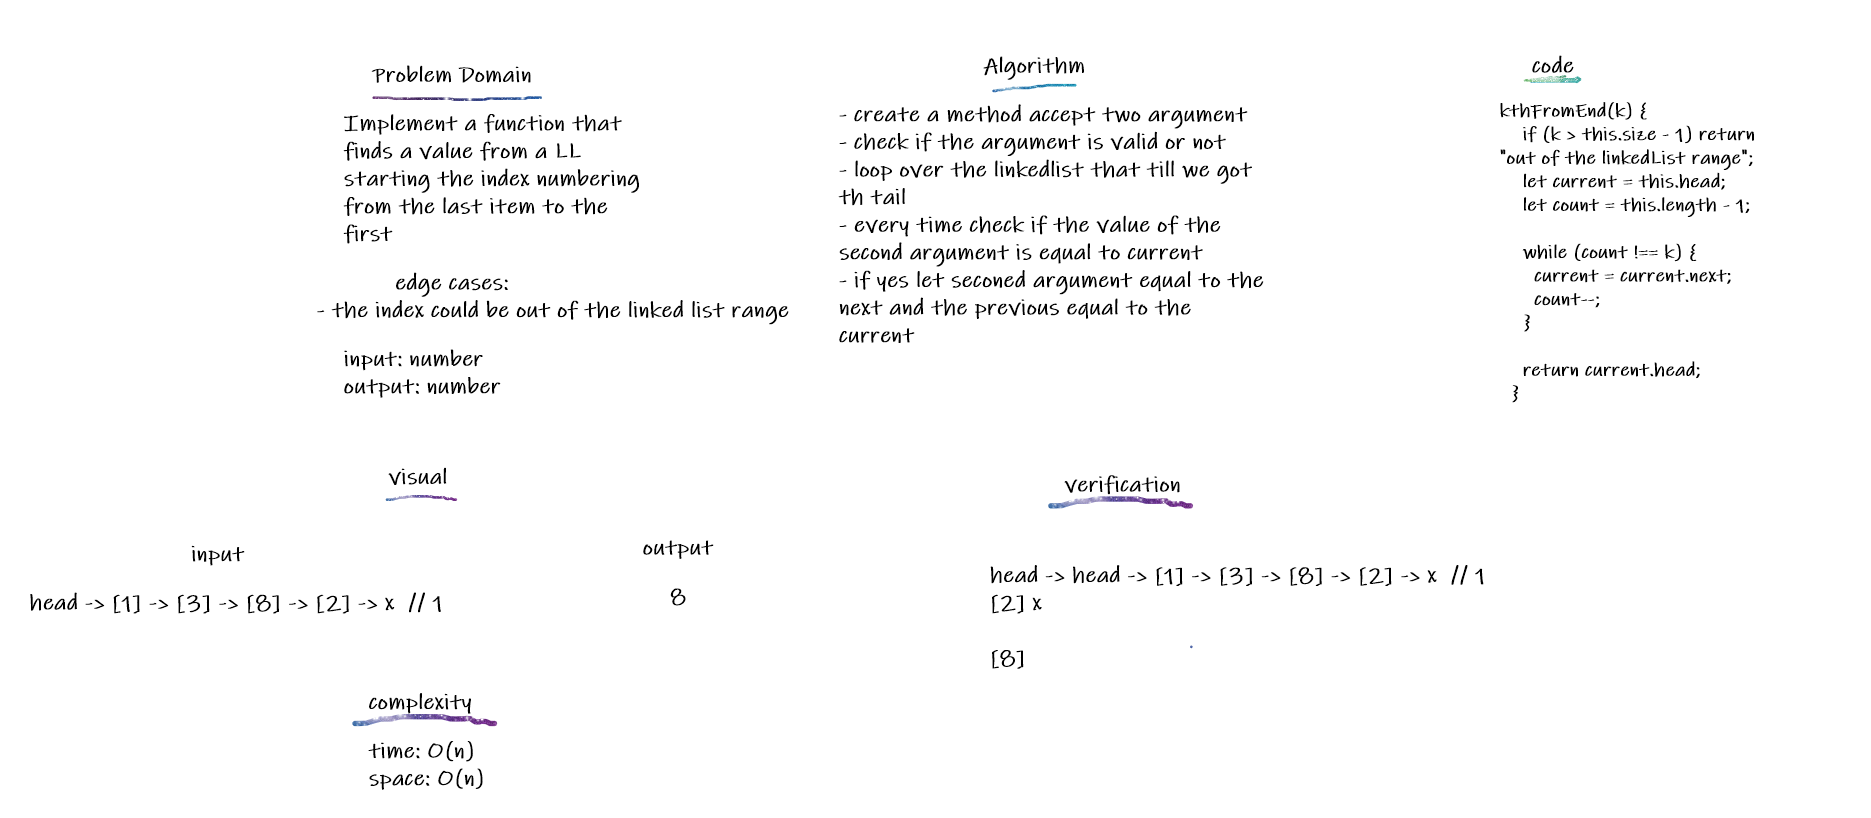 Problem Domain
Implement a function that
finds a value from a LL
starting the index numbering
from the last item to the
first
edge cases:
- the index could be out of the linked list range
input: number
output: number
Algorithm
- create a method accept two argument
- check if the argument is valid or not
- loop over the linkedlist that till we got
th tail
- every time check if the value of the
second argument is equal to current
- if yes let seconed argument equal to the
next and the previous equal to the
current
code
kthFromEnd(k) {
if (k > this.size - 1) return
"out of the linkedList range";
let current = this.head;
let count = this.length - 1;
while (count !== k) {
current = current.next;
count--;
}
return current.head;
}
visual
input
head -> [1] -> [3] -> [8] -> [2] -> x // 1
output
8
verification
head -> head -> [1] -> [3] -> [8] -> [2] -> x // 1
[2] x
[8]
complexity
time: O(n)
space: O(n)